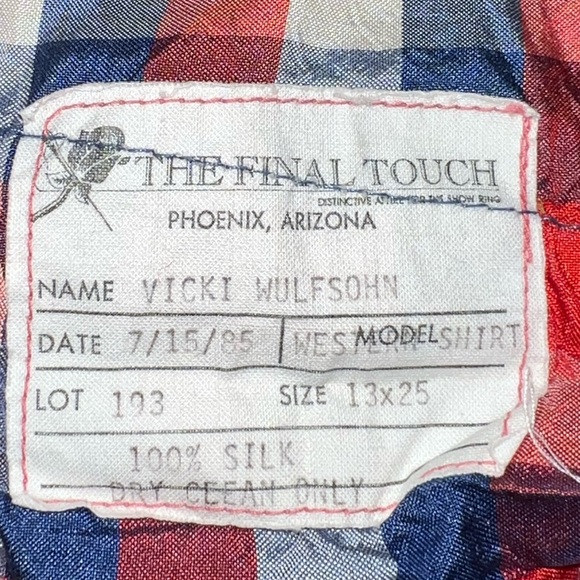 THE FINAL TOUCH
DISTINCTIVE ATTIRE FOR THE SHOW RING
PHOENIX, ARIZONA
NAME VICKI WULFSOHN
DATE 7/15/85 MODEL WESTERN SHIRT
LOT 193 SIZE 13x25
100% SILK
DRY CLEAN ONLY